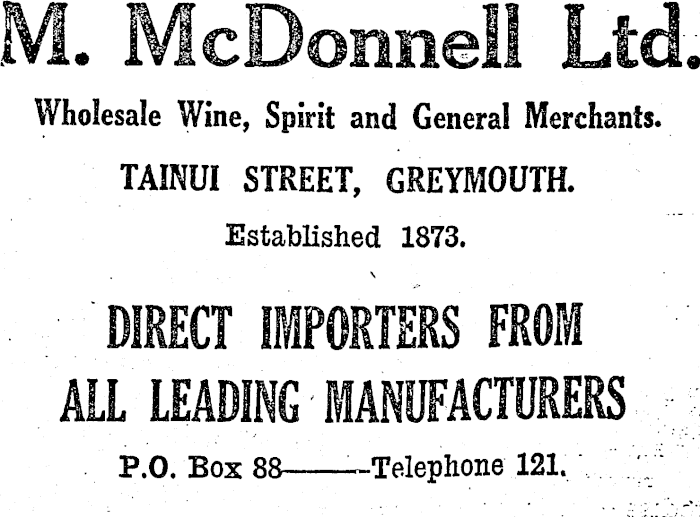 M. McDonnell Ltd.
Wholesale Wine, Spirit and General Merchants.
TAINUI STREET, GREYMOUTH.
Established 1873.
DIRECT IMPORTERS FROM
ALL LEADING MANUFACTURERS
P.O. Box 88———Telephone 121.